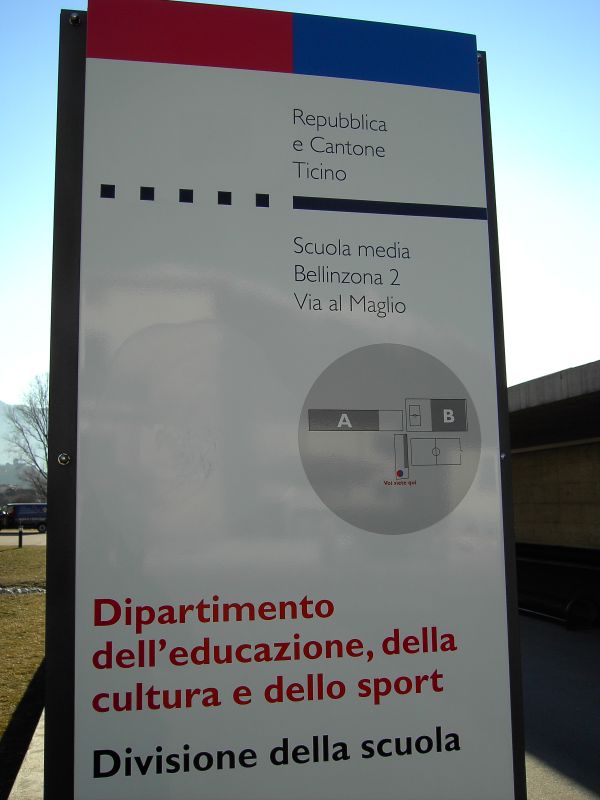 Repubblica
e Cantone
Ticino
Scuola media
Bellinzona 2
Via al Maglio
A
B
Voi siete qui
Dipartimento
dell'educazione, della
cultura e dello sport
Divisione della scuola